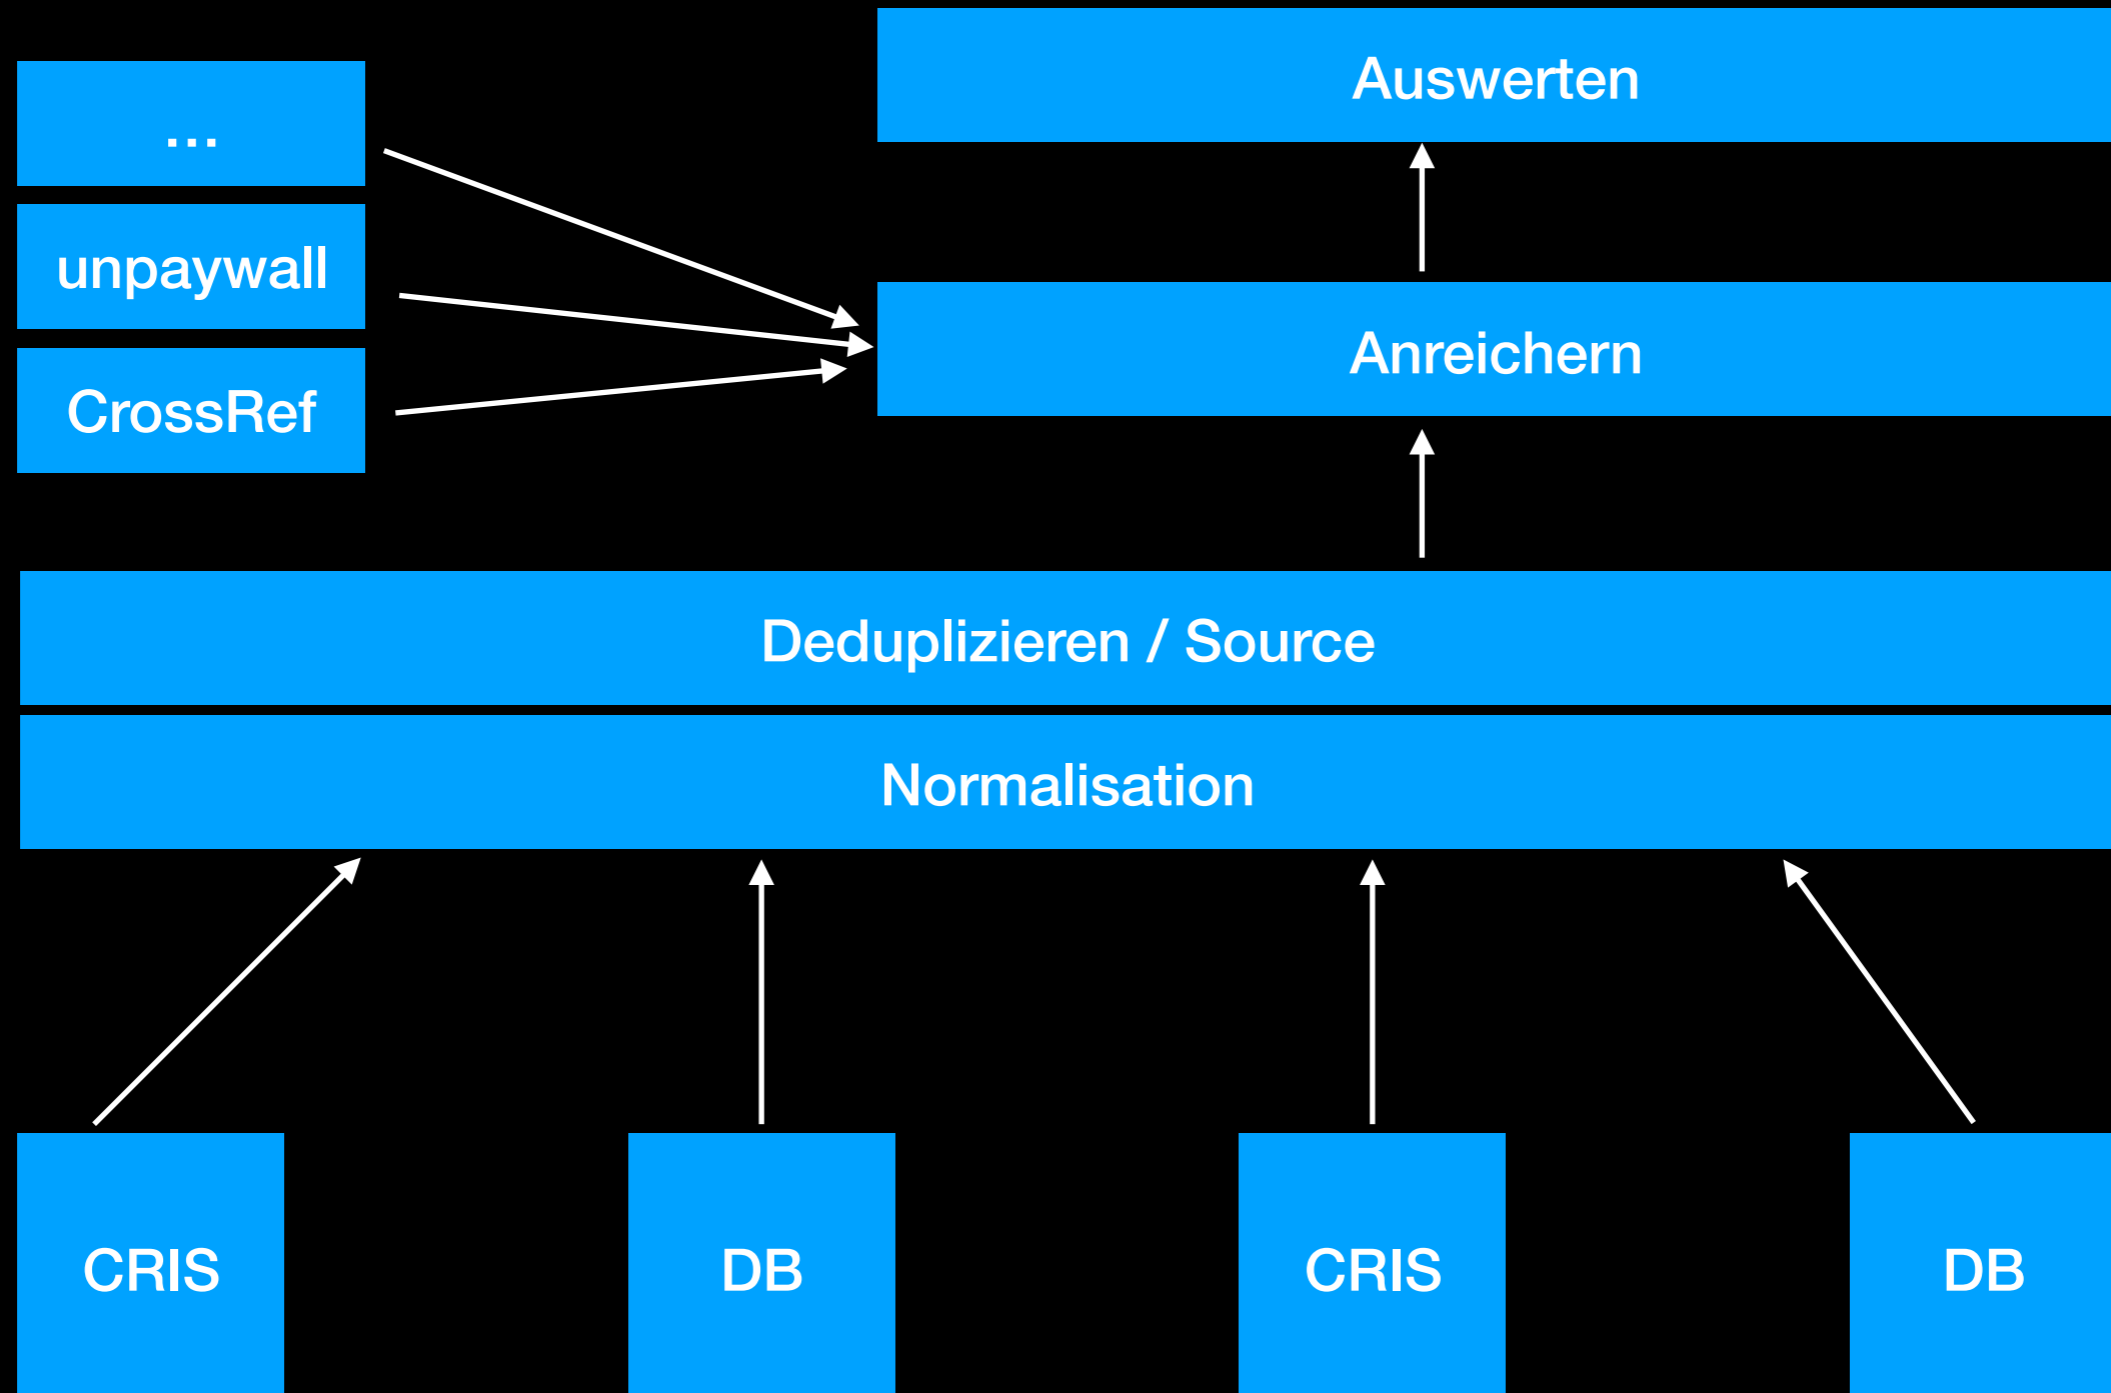 Auswerten
...
unpaywall
Anreichern
CrossRef
Deduplizieren / Source
Normalisation
CRIS
DB
CRIS
DB